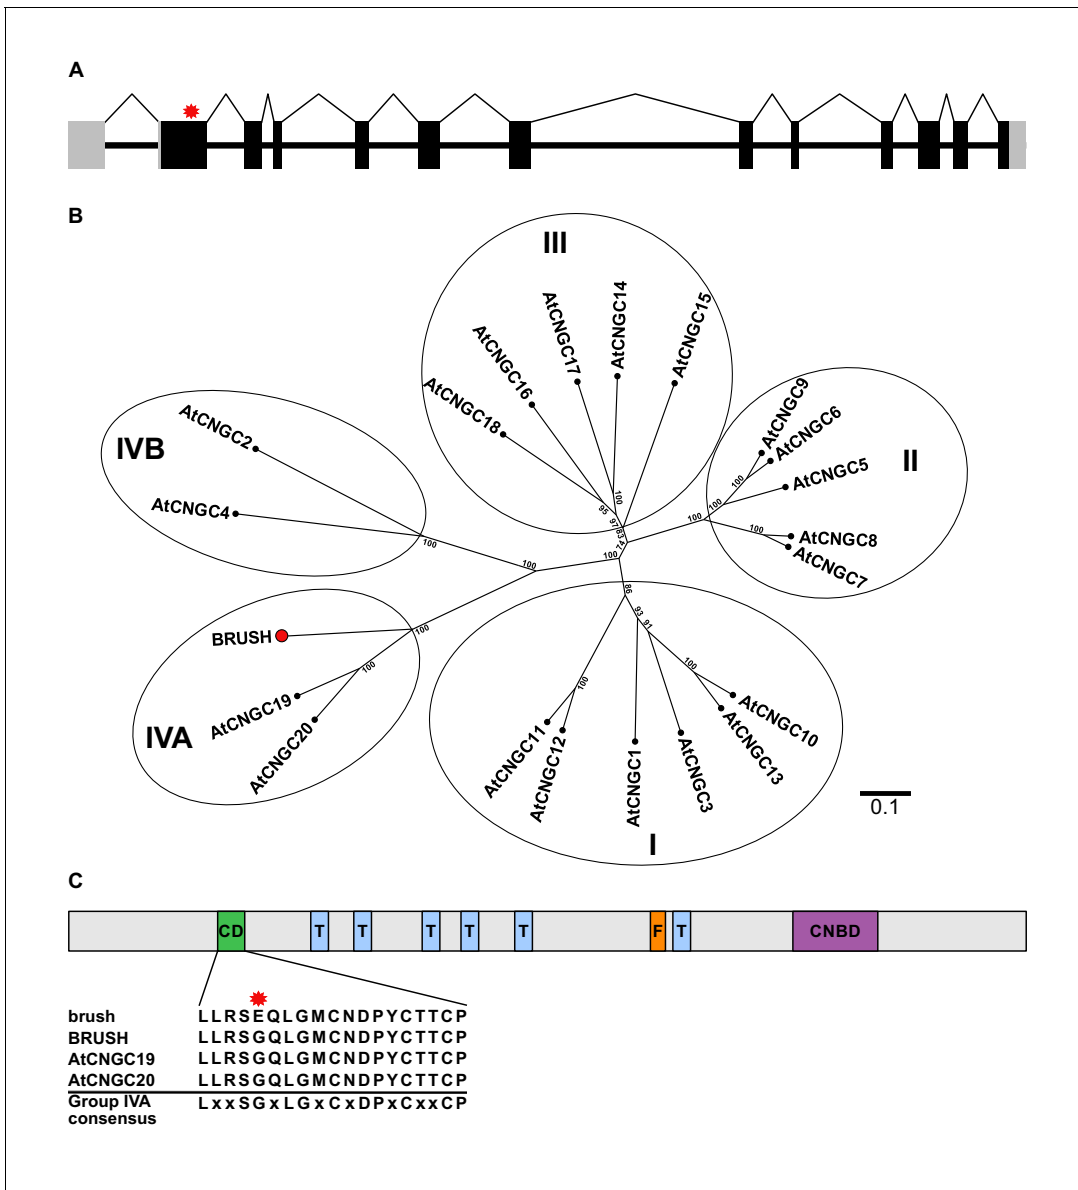 A
B
III
AtCNGC14
AtCNGC17
AtCNGC15
AtCNGC16
AtCNGC18
AtCNGC9
AtCNGC6
AtCNGC5
II
AtCNGC8
AtCNGC7
IVB
AtCNGC2
AtCNGC4
100
95
97
83
74
100
100
100
100
100
100
100
BRUSH
100
100
AtCNGC19
AtCNGC20
IVA
86
93
91
100
100
AtCNGC11
AtCNGC12
AtCNGC1
AtCNGC3
AtCNGC10
AtCNGC13
I
0.1
C
CD T T T T T F T CNBD
brush LLRSEQLGMCNDPYCTTCP
BRUSH LLRSGQLGMCNDPYCTTCP
AtCNGC19 LLRSGQLGMCNDPYCTTCP
AtCNGC20 LLRSGQLGMCNDPYCTTCP
Group IVA LxxSGxLGxCxDPxCxxCP
consensus